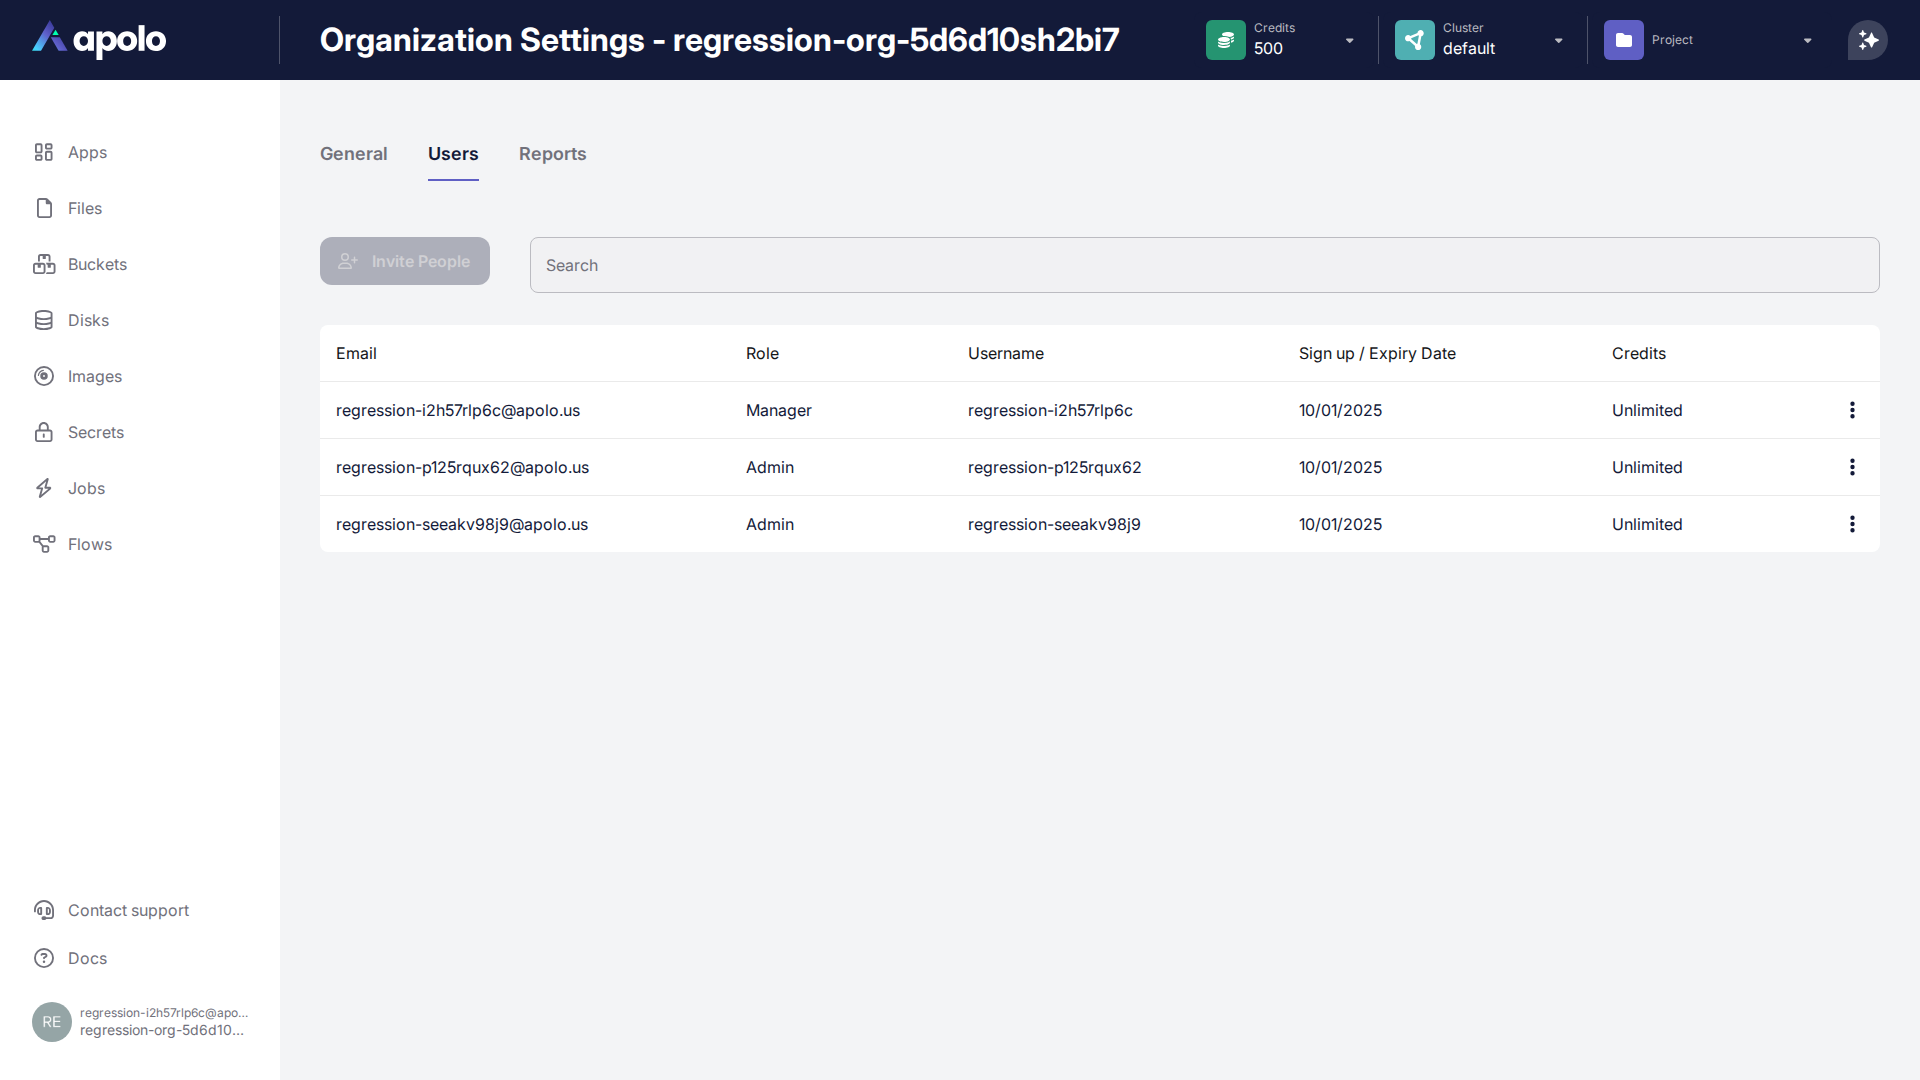 apolo
Organization Settings - regression-org-5d6d10sh2bi7
Credits
500
Cluster
default
Project
Apps
Files
Buckets
Disks
Images
Secrets
Jobs
Flows
General Users Reports
Invite People
Search
Email Role Username Sign up / Expiry Date Credits
regression-i2h57rlp6c@apolo.us Manager regression-i2h57rlp6c 10/01/2025 Unlimited
regression-p125rqux62@apolo.us Admin regression-p125rqux62 10/01/2025 Unlimited
regression-seeakv98j9@apolo.us Admin regression-seeakv98j9 10/01/2025 Unlimited
Contact support
Docs
RE
regression-i2h57rlp6c@apo...
regression-org-5d6d10...